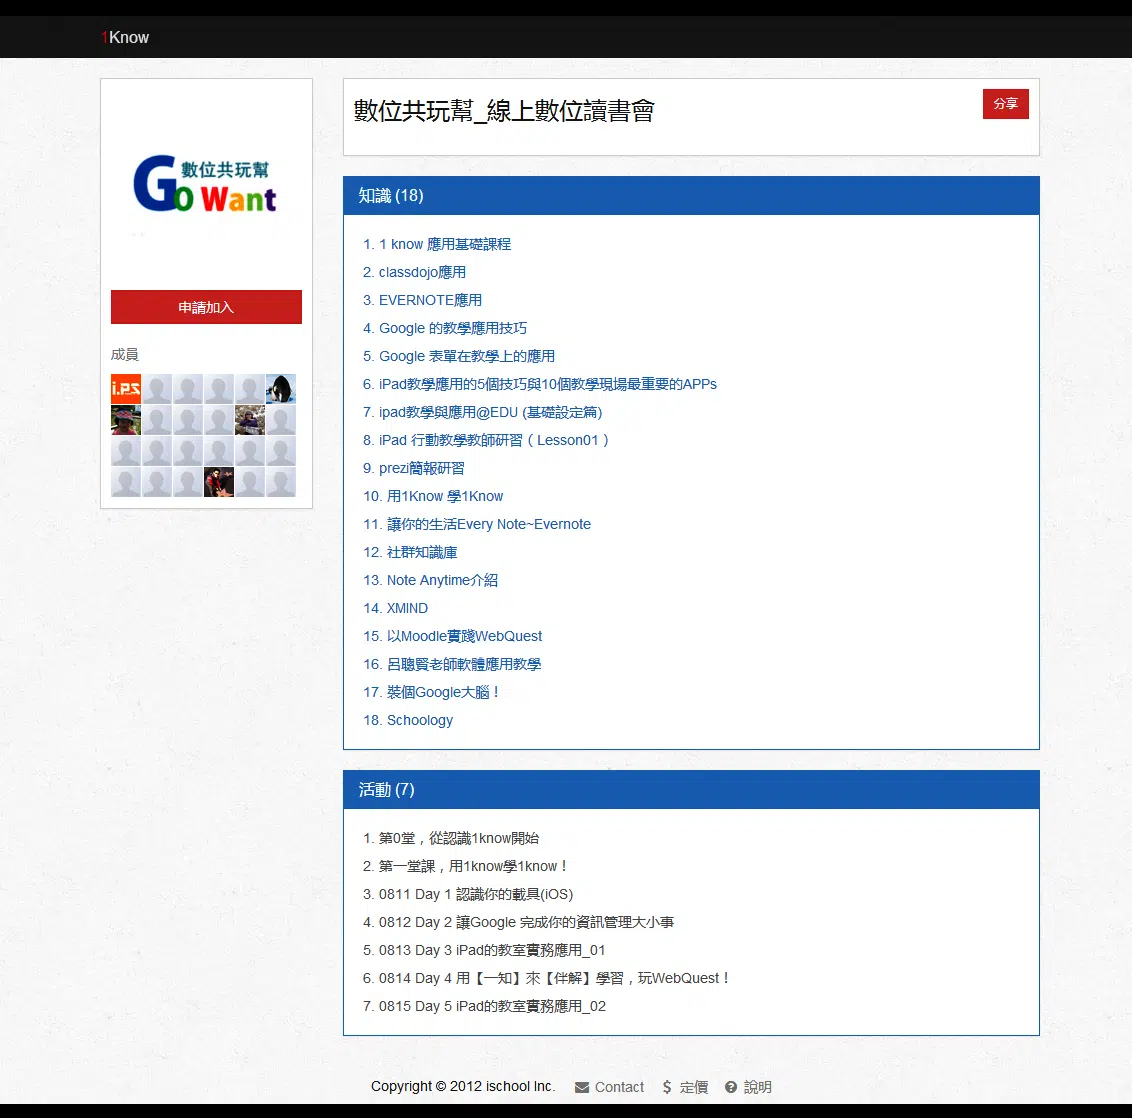 1Know
數位共玩幫
Go Want
申請加入
成員
i.PS
數位共玩幫_線上數位讀書會
分享
知識 (18)
1. 1 know 應用基礎課程
2. classdojo應用
3. EVERNOTE應用
4. Google 的教學應用技巧
5. Google 表單在教學上的應用
6. iPad教學應用的5個技巧與10個教學現場最重要的APPs
7. ipad教學與應用@EDU (基礎設定篇)
8. iPad 行動教學教師研習（Lesson01）
9. prezi簡報研習
10. 用1Know 學1Know
11. 讓你的生活Every Note~Evernote
12. 社群知識庫
13. Note Anytime介紹
14. XMIND
15. 以Moodle實踐WebQuest
16. 呂聰賢老師軟體應用教學
17. 裝個Google大腦！
18. Schoology
活動 (7)
1. 第0堂，從認識1know開始
2. 第一堂課，用1know學1know！
3. 0811 Day 1 認識你的載具(iOS)
4. 0812 Day 2 讓Google 完成你的資訊管理大小事
5. 0813 Day 3 iPad的教室實務應用_01
6. 0814 Day 4 用【一知】來【伴解】學習，玩WebQuest！
7. 0815 Day 5 iPad的教室實務應用_02
Copyright © 2012 ischool Inc. Contact $ 定價 說明